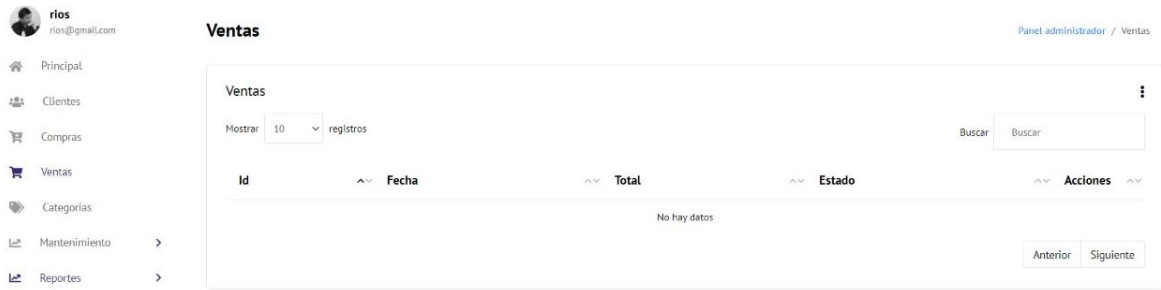 rios
rios@gmail.com
Principal
Clientes
Compras
Ventas
Categorías
Mantenimiento
Reportes
Ventas
Panel administrador / Ventas
Ventas
Mostrar 10 registros
Buscar Buscar
Id Fecha Total Estado Acciones
No hay datos
Anterior Siguiente